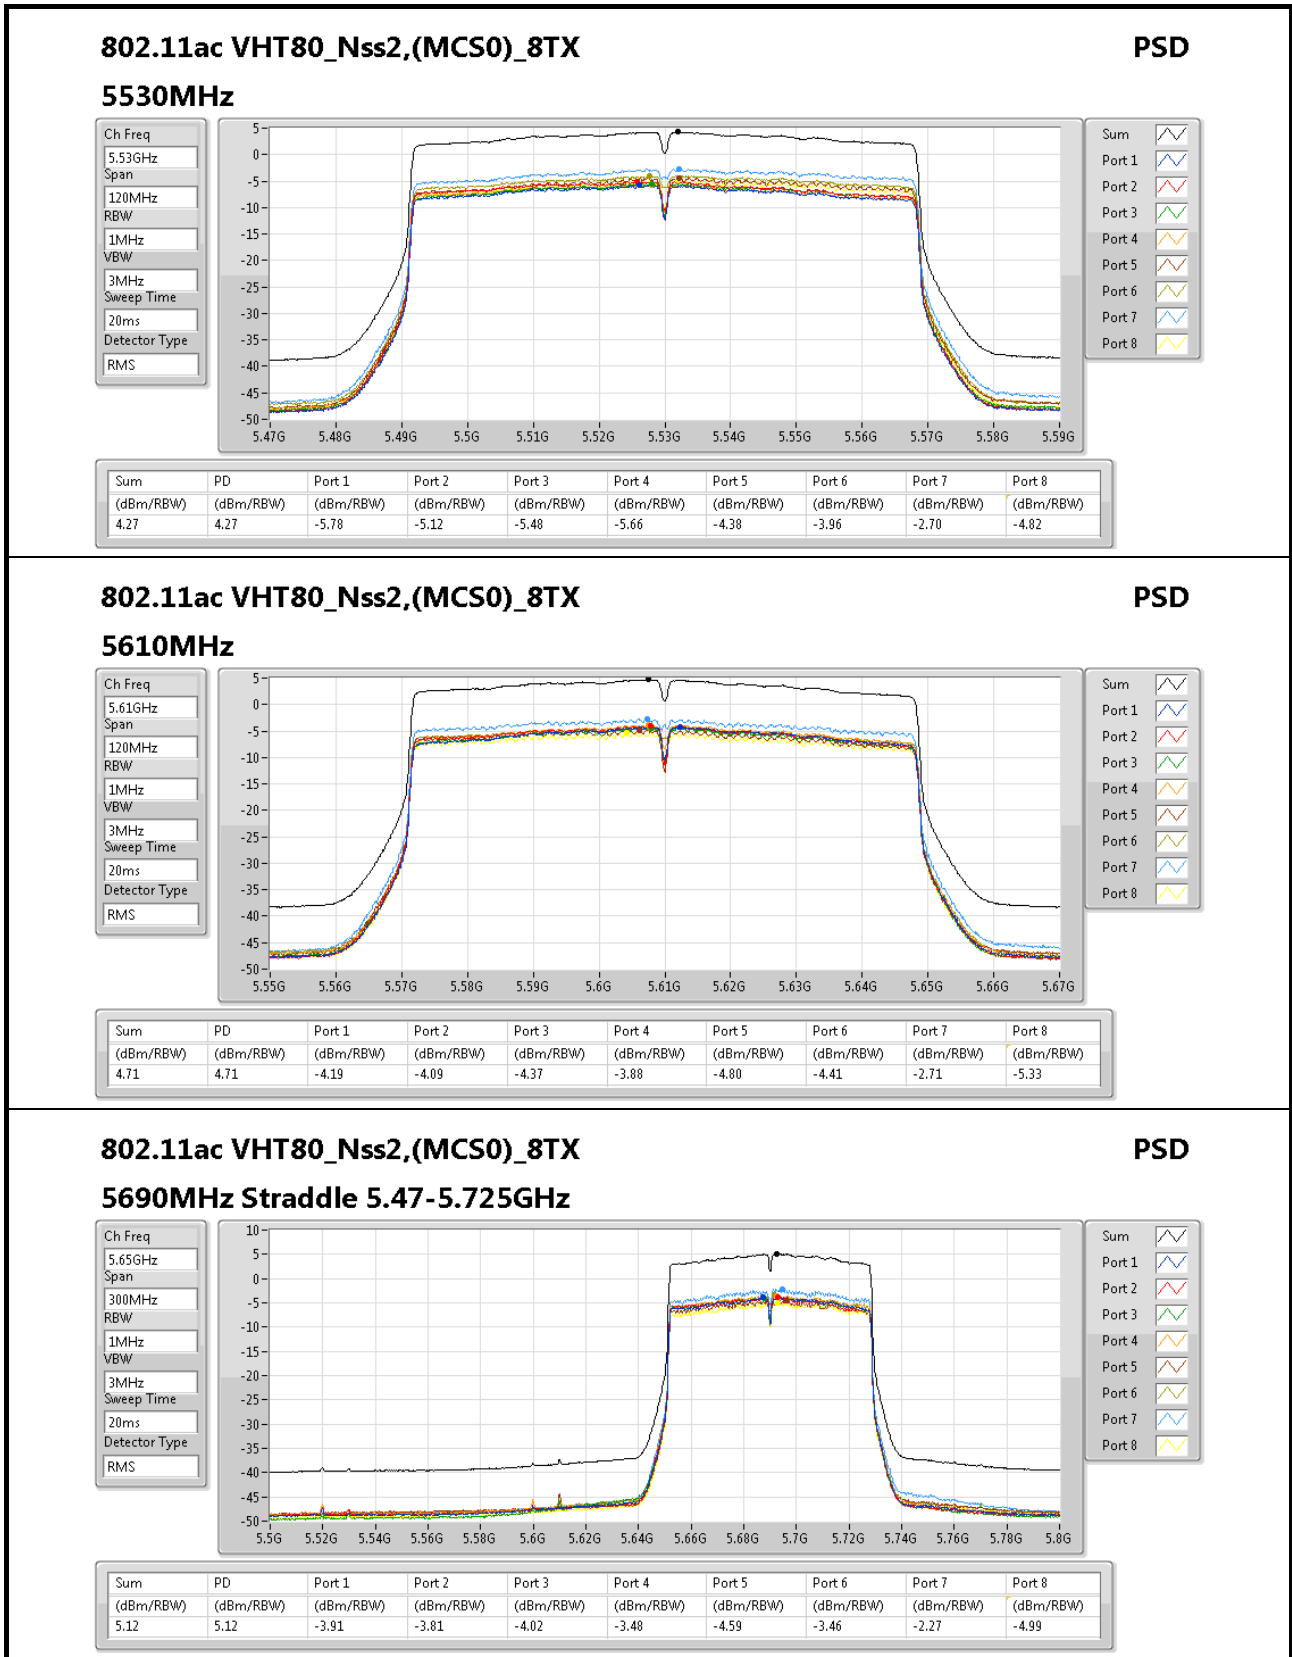 802.11ac VHT80_Nss2,(MCS0)_8TX PSD
5530MHz
Ch Freq
5.53GHz
Span
120MHz
RBW
1MHz
VBW
3MHz
Sweep Time
20ms
Detector Type
RMS
5
0
-5
-10
-15
-20
-25
-30
-35
-40
-45
-50
5.47G 5.48G 5.49G 5.5G 5.51G 5.52G 5.53G 5.54G 5.55G 5.56G 5.57G 5.58G 5.59G
Sum
Port 1
Port 2
Port 3
Port 4
Port 5
Port 6
Port 7
Port 8
Sum PD Port 1 Port 2 Port 3 Port 4 Port 5 Port 6 Port 7 Port 8
(dBm/RBW) (dBm/RBW) (dBm/RBW) (dBm/RBW) (dBm/RBW) (dBm/RBW) (dBm/RBW) (dBm/RBW) (dBm/RBW) (dBm/RBW)
4.27 4.27 -5.78 -5.12 -5.48 -5.66 -4.38 -3.96 -2.70 -4.82
802.11ac VHT80_Nss2,(MCS0)_8TX PSD
5610MHz
Ch Freq
5.61GHz
Span
120MHz
RBW
1MHz
VBW
3MHz
Sweep Time
20ms
Detector Type
RMS
5
0
-5
-10
-15
-20
-25
-30
-35
-40
-45
-50
5.55G 5.56G 5.57G 5.58G 5.59G 5.6G 5.61G 5.62G 5.63G 5.64G 5.65G 5.66G 5.67G
Sum
Port 1
Port 2
Port 3
Port 4
Port 5
Port 6
Port 7
Port 8
Sum PD Port 1 Port 2 Port 3 Port 4 Port 5 Port 6 Port 7 Port 8
(dBm/RBW) (dBm/RBW) (dBm/RBW) (dBm/RBW) (dBm/RBW) (dBm/RBW) (dBm/RBW) (dBm/RBW) (dBm/RBW) (dBm/RBW)
4.71 4.71 -4.19 -4.09 -4.37 -3.88 -4.80 -4.41 -2.71 -5.33
802.11ac VHT80_Nss2,(MCS0)_8TX PSD
5690MHz Straddle 5.47-5.725GHz
Ch Freq
5.65GHz
Span
300MHz
RBW
1MHz
VBW
3MHz
Sweep Time
20ms
Detector Type
RMS
10
5
0
-5
-10
-15
-20
-25
-30
-35
-40
-45
-50
5.5G 5.52G 5.54G 5.56G 5.58G 5.6G 5.62G 5.64G 5.66G 5.68G 5.7G 5.72G 5.74G 5.76G 5.78G 5.8G
Sum
Port 1
Port 2
Port 3
Port 4
Port 5
Port 6
Port 7
Port 8
Sum PD Port 1 Port 2 Port 3 Port 4 Port 5 Port 6 Port 7 Port 8
(dBm/RBW) (dBm/RBW) (dBm/RBW) (dBm/RBW) (dBm/RBW) (dBm/RBW) (dBm/RBW) (dBm/RBW) (dBm/RBW) (dBm/RBW)
5.12 5.12 -3.91 -3.81 -4.02 -3.48 -4.59 -3.46 -2.27 -4.99